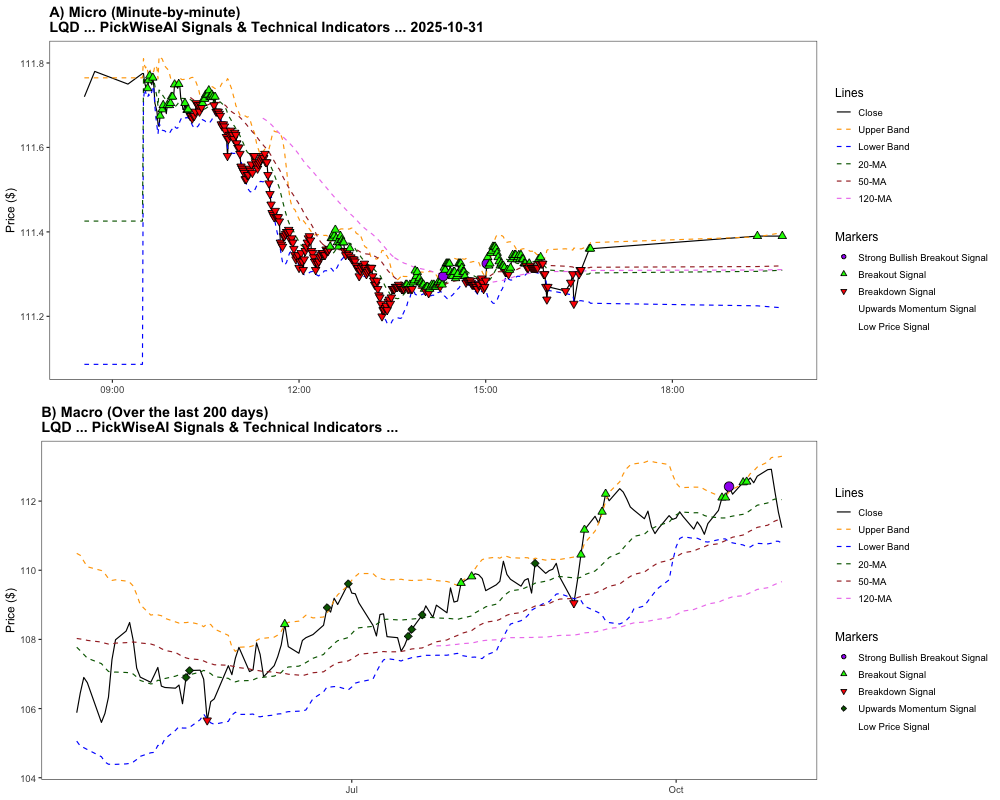 A) Micro (Minute-by-minute)
LQD ... PickWiseAI Signals & Technical Indicators ... 2025-10-31
Price ($)
111.8
111.6
111.4
111.2
09:00
12:00
15:00
18:00
Lines
Close
Upper Band
Lower Band
20-MA
50-MA
120-MA
Markers
Strong Bullish Breakout Signal
Breakout Signal
Breakdown Signal
Upwards Momentum Signal
Low Price Signal
B) Macro (Over the last 200 days)
LQD ... PickWiseAI Signals & Technical Indicators ...
Price ($)
112
110
108
106
104
Jul
Oct
Lines
Close
Upper Band
Lower Band
20-MA
50-MA
120-MA
Markers
Strong Bullish Breakout Signal
Breakout Signal
Breakdown Signal
Upwards Momentum Signal
Low Price Signal